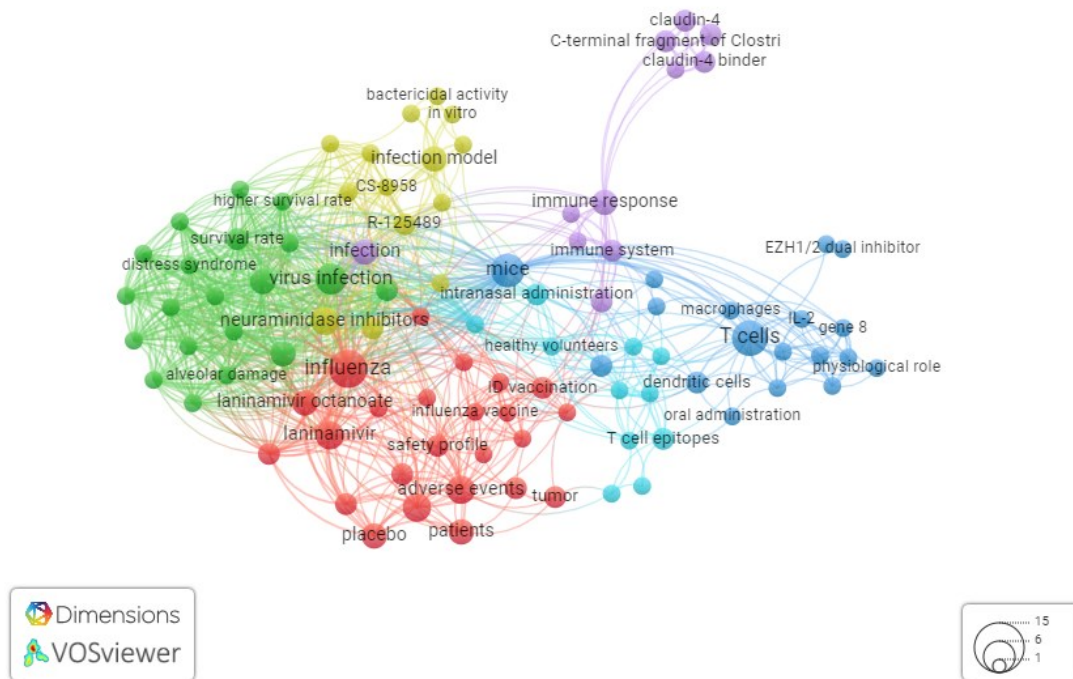 claudin-4
C-terminal fragment of Clostri
claudin-4 binder
bactericidal activity
in vitro
infection model
CS-8958
higher survival rate
R-125489
immune response
survival rate
infection
immune system
EZH1/2 dual inhibitor
distress syndrome
virus infection
mice
intranasal administration
macrophages
IL-2
gene 8
neuraminidase inhibitors
T cells
healthy volunteers
physiological role
alveolar damage
influenza
ID vaccination
dendritic cells
laninamivir octanoate
influenza vaccine
oral administration
laninamivir
safety profile
T cell epitopes
adverse events
tumor
placebo
patients
Dimensions
VOSviewer
15
6
1